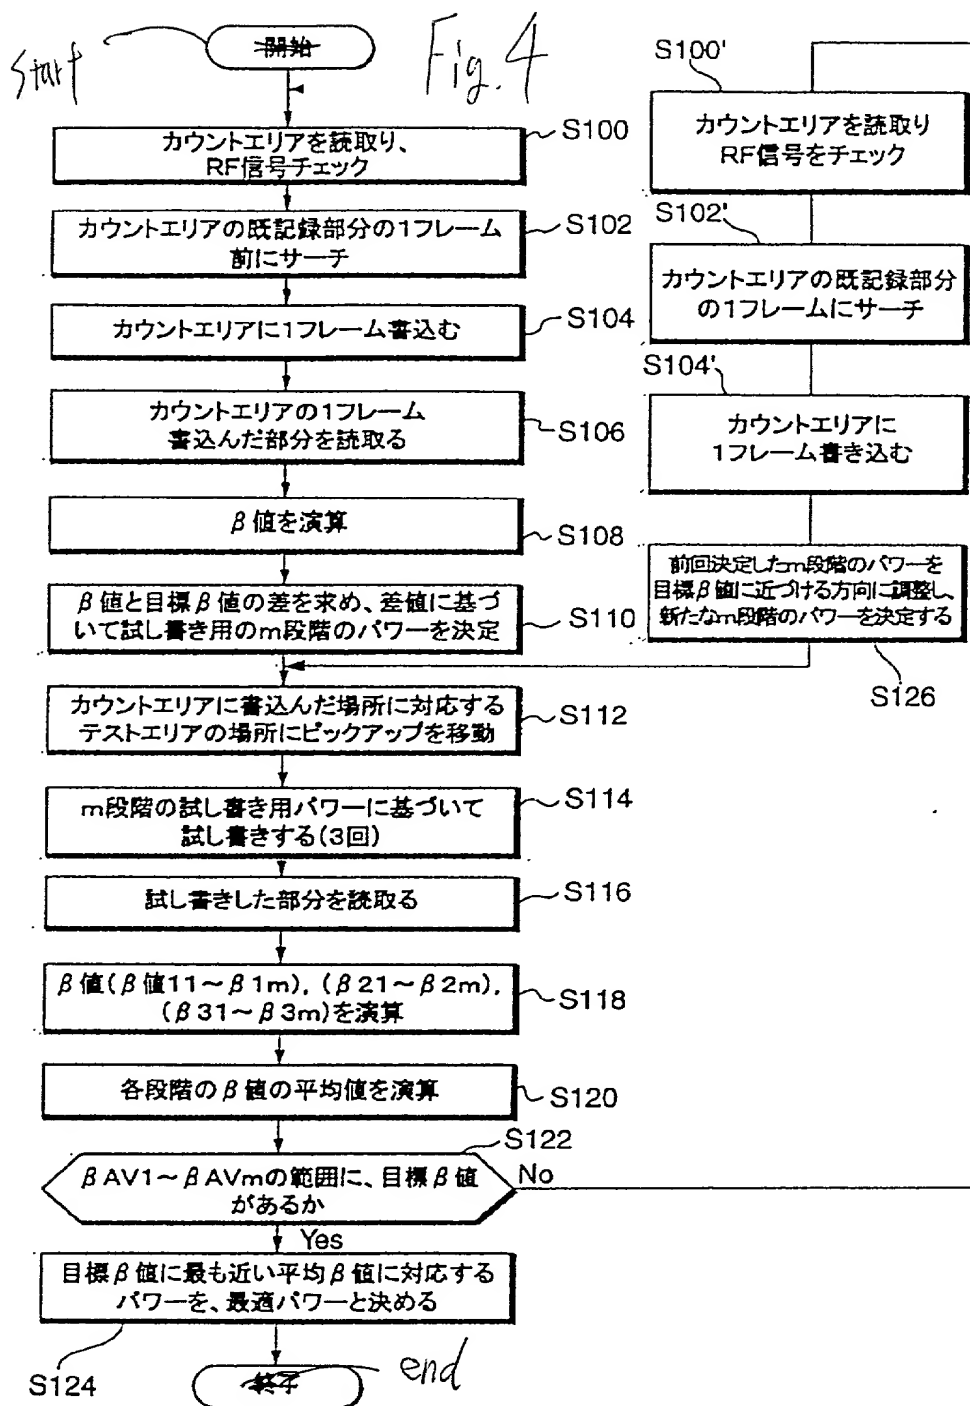 start
開始
Fig.4
カウントエリアを読取り、
RF信号チェック
S100
カウントエリアの既記録部分の1フレーム
前にサーチ
S102
カウントエリアに1フレーム書込む
S104
カウントエリアの1フレーム
書込んだ部分を読取る
S106
β値を演算
S108
β値と目標β値の差を求め、差値に基づ
いて試し書き用のm段階のパワーを決定
S110
カウントエリアに書込んだ場所に対応する
テストエリアの場所にピックアップを移動
S112
m段階の試し書き用パワーに基づいて
試し書きする(3回)
S114
試し書きした部分を読取る
S116
β値(β値11~β1m), (β21~β2m),
(β31~β3m)を演算
S118
各段階のβ値の平均値を演算
S120
S122
βAV1~βAVmの範囲に、目標β値
があるか
No
Yes
目標β値に最も近い平均β値に対応する
パワーを、最適パワーと決める
S124
終了
end
S100'
カウントエリアを読取り
RF信号をチェック
S102'
カウントエリアの既記録部分
の1フレームにサーチ
S104'
カウントエリアに
1フレーム書き込む
前回決定したm段階のパワーを
目標β値に近づける方向に調整し、
新たなm段階のパワーを決定する
S126